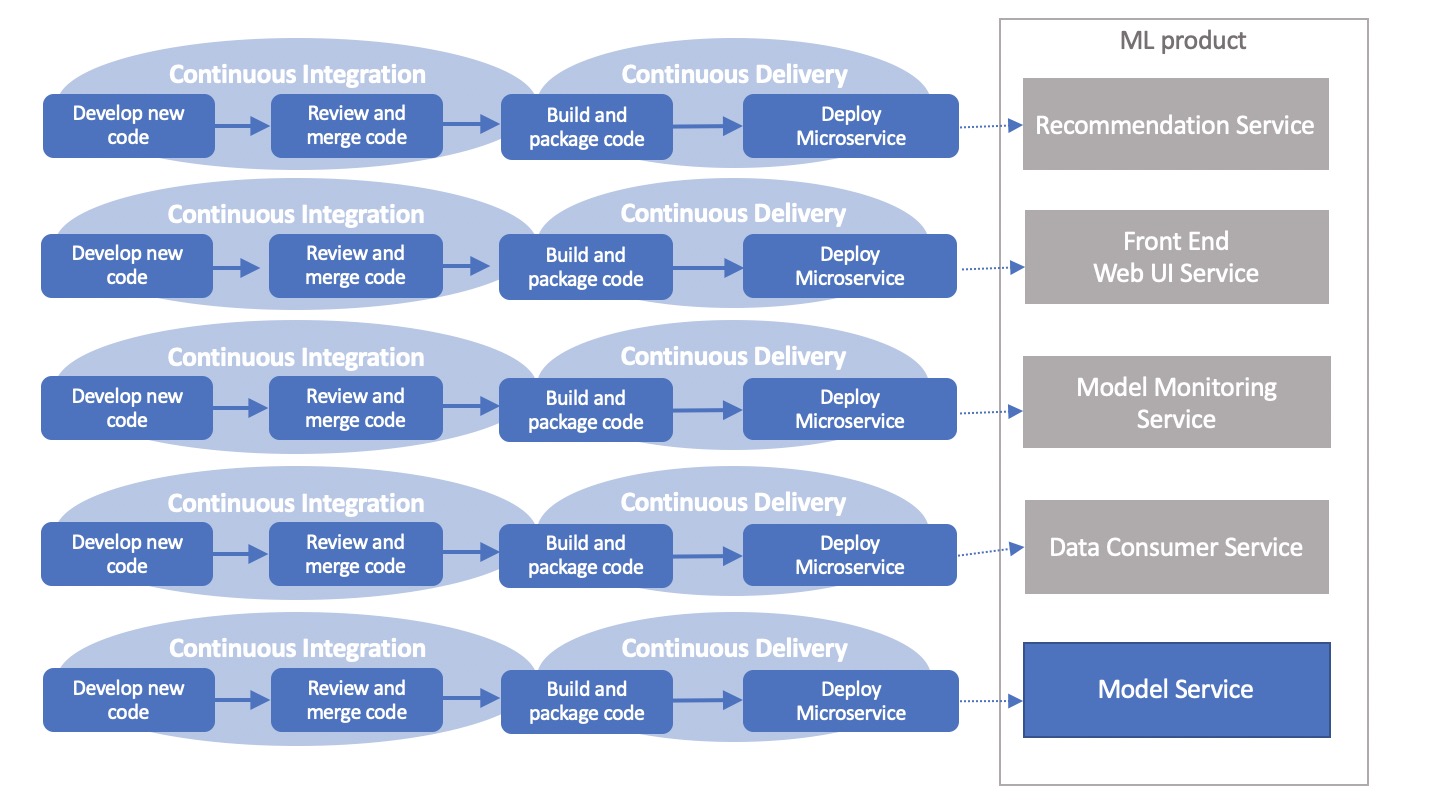 ML product
Continuous Integration
Continuous Delivery
Develop new
code
Review and
merge code
Build and
package code
Deploy
Microservice
Recommendation Service
Continuous Integration
Continuous Delivery
Develop new
code
Review and
merge code
Build and
package code
Deploy
Microservice
Front End
Web UI Service
Continuous Integration
Continuous Delivery
Develop new
code
Review and
merge code
Build and
package code
Deploy
Microservice
Model Monitoring
Service
Continuous Integration
Continuous Delivery
Develop new
code
Review and
merge code
Build and
package code
Deploy
Microservice
Data Consumer Service
Continuous Integration
Continuous Delivery
Develop new
code
Review and
merge code
Build and
package code
Deploy
Microservice
Model Service